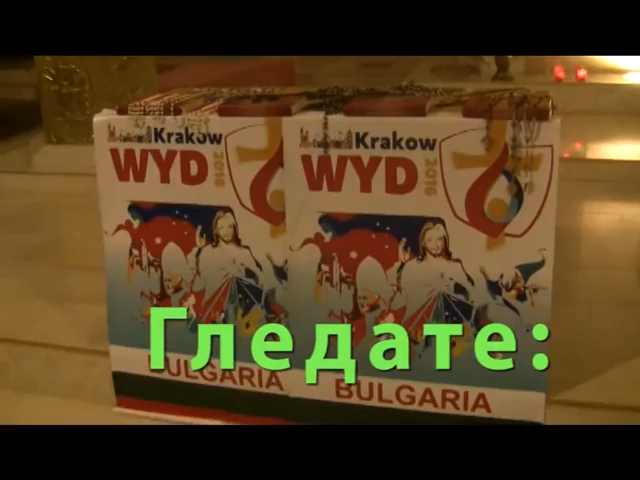 Krakow
WYD
2016
Krakow
WYD
2016
Гледате:
BULGARIA
BULGARIA